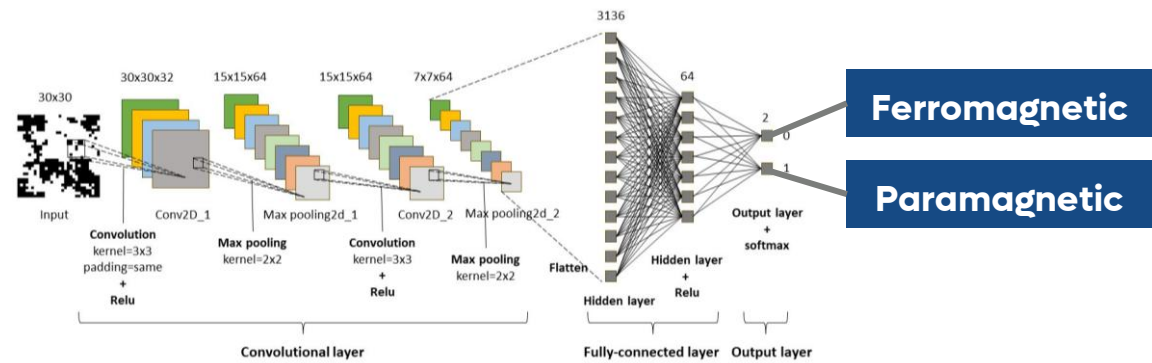 3136
30x30x32
15x15x64
15x15x64
7x7x64
30x30
64
2
0
1
Ferromagnetic
Paramagnetic
Input
Conv2D_1
Max pooling2d_1
Conv2D_2
Max pooling2d_2
Convolution
kernel=3x3
padding=same
+
Relu
Max pooling
kernel=2x2
Convolution
kernel=3x3
+
Relu
Max pooling
kernel=2x2
Flatten
Hidden layer
Hidden layer
+
Relu
Output layer
+
softmax
Convolutional layer
Fully-connected layer
Output layer